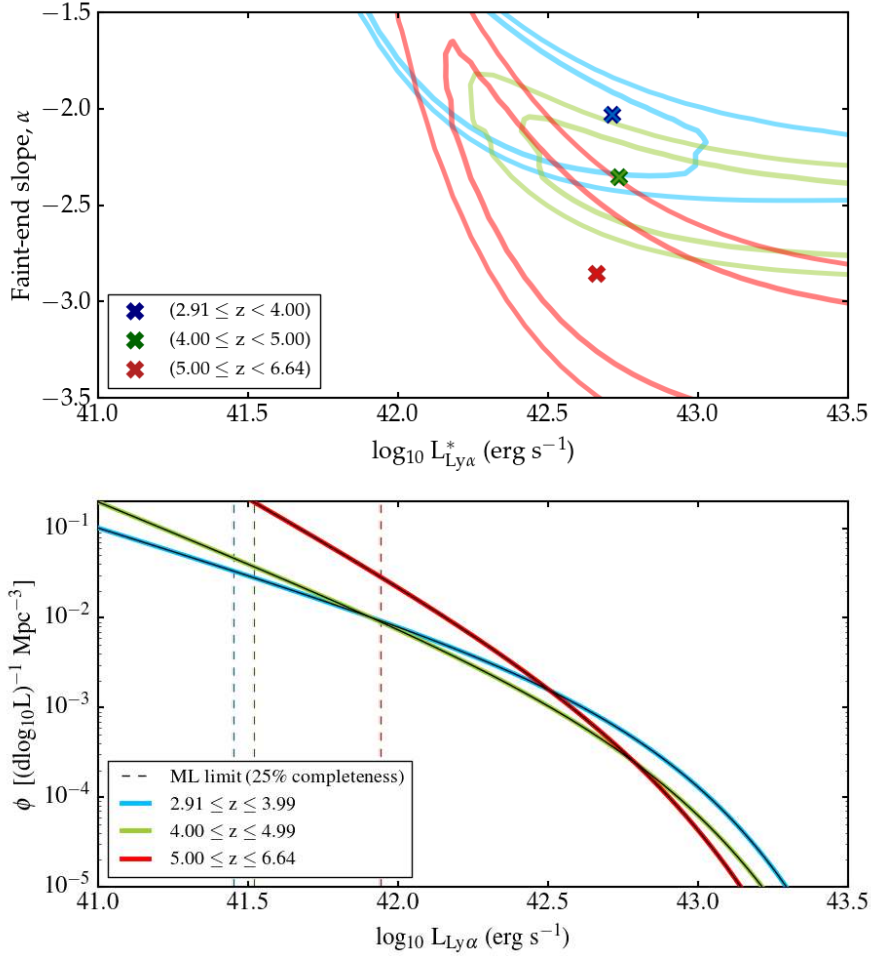 −1.5
−2.0
−2.5
−3.0
−3.5
Faint-end slope, α
(2.91 ≤ z < 4.00)
(4.00 ≤ z < 5.00)
(5.00 ≤ z < 6.64)
41.0 41.5 42.0 42.5 43.0 43.5
log₁₀ L*Lyα (erg s⁻¹)
10⁻¹
10⁻²
10⁻³
10⁻⁴
10⁻⁵
ϕ [(dlog₁₀L)⁻¹ Mpc⁻³]
ML limit (25% completeness)
2.91 ≤ z ≤ 3.99
4.00 ≤ z ≤ 4.99
5.00 ≤ z ≤ 6.64
41.0 41.5 42.0 42.5 43.0 43.5
log₁₀ LLyα (erg s⁻¹)